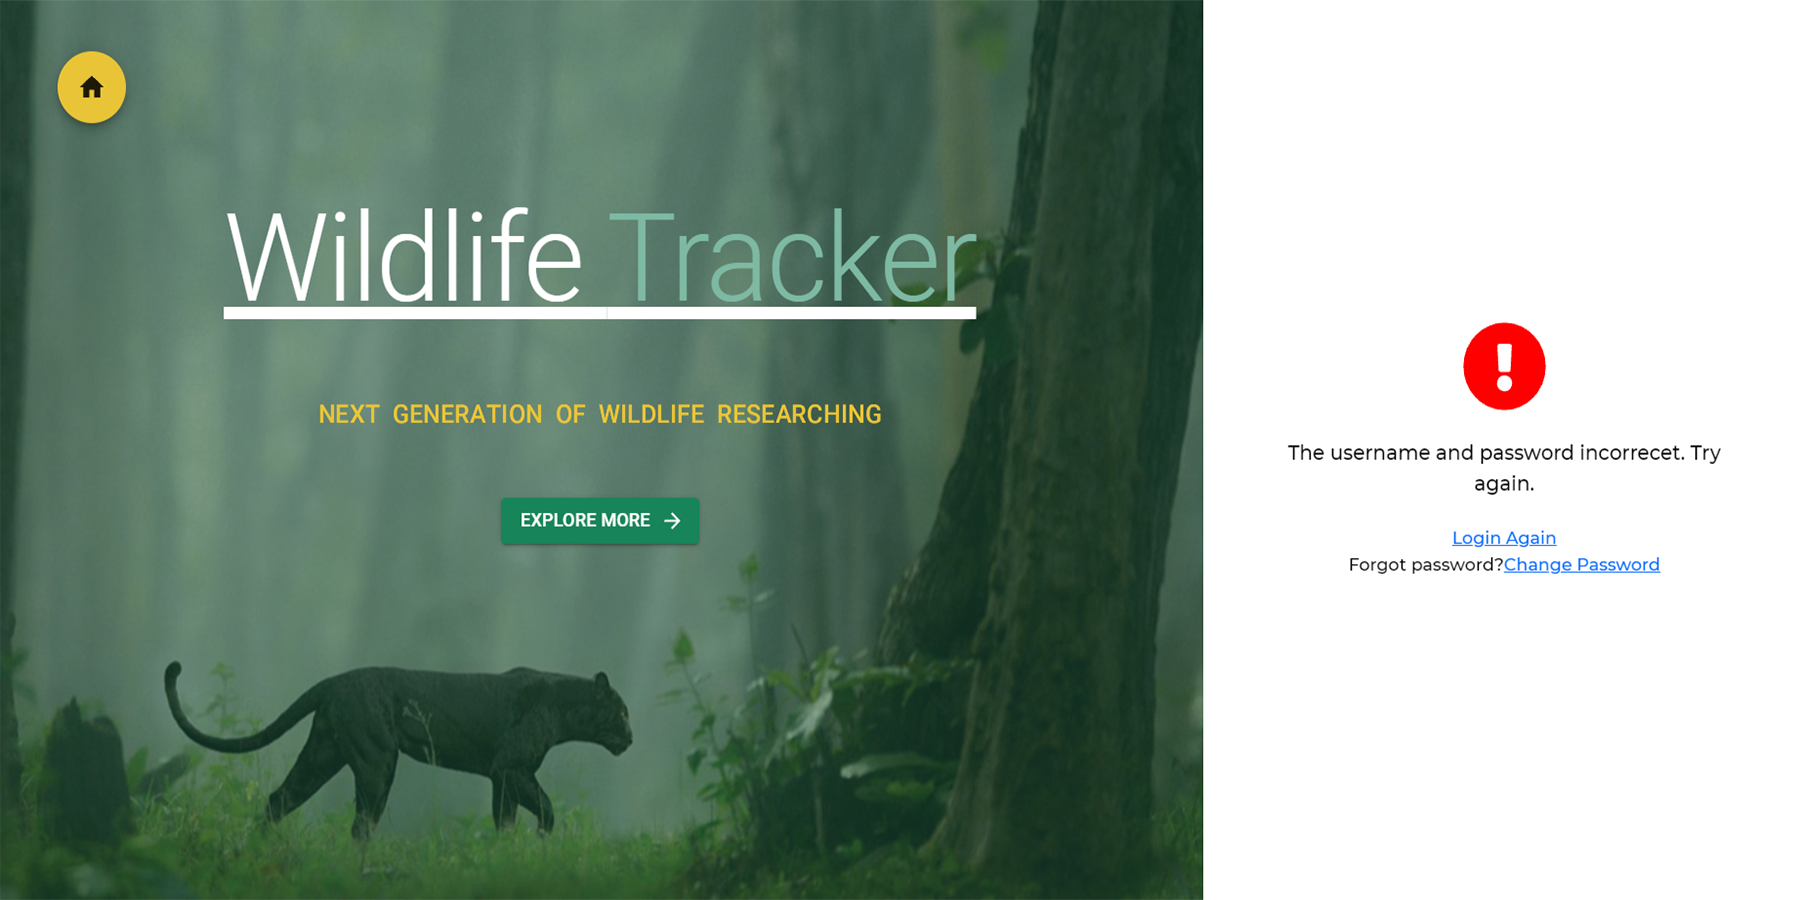 Wildlife Tracker
NEXT GENERATION OF WILDLIFE RESEARCHING
EXPLORE MORE
The username and password incorrecet. Try
again.
Login Again
Forgot password?Change Password